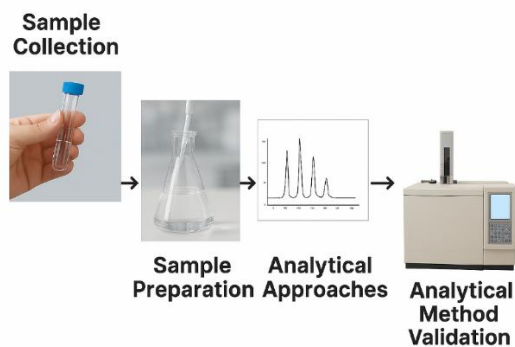 Sample
Collection
Sample
Preparation
Analytical
Approaches
Analytical
Method
Validation